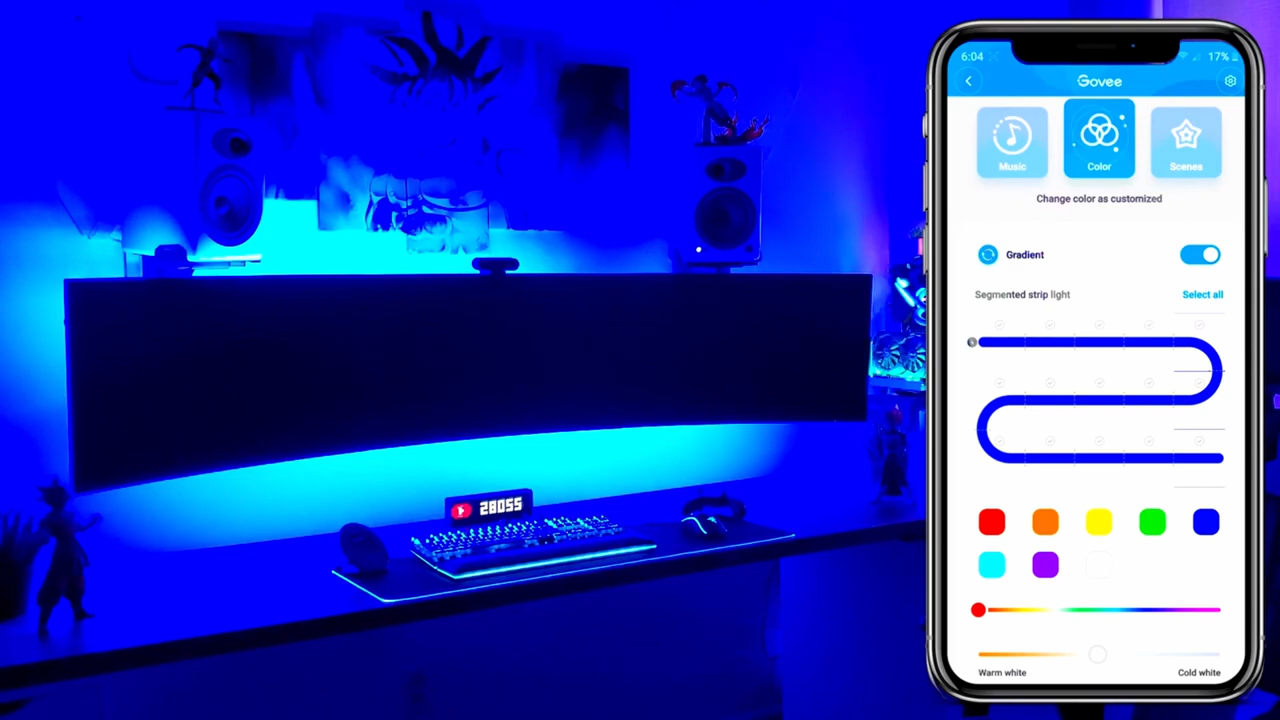 28055
6:04
17%
Govee
Music
Color
Scenes
Change color as customized
Gradient
Segmented strip light
Select all
Warm white
Cold white